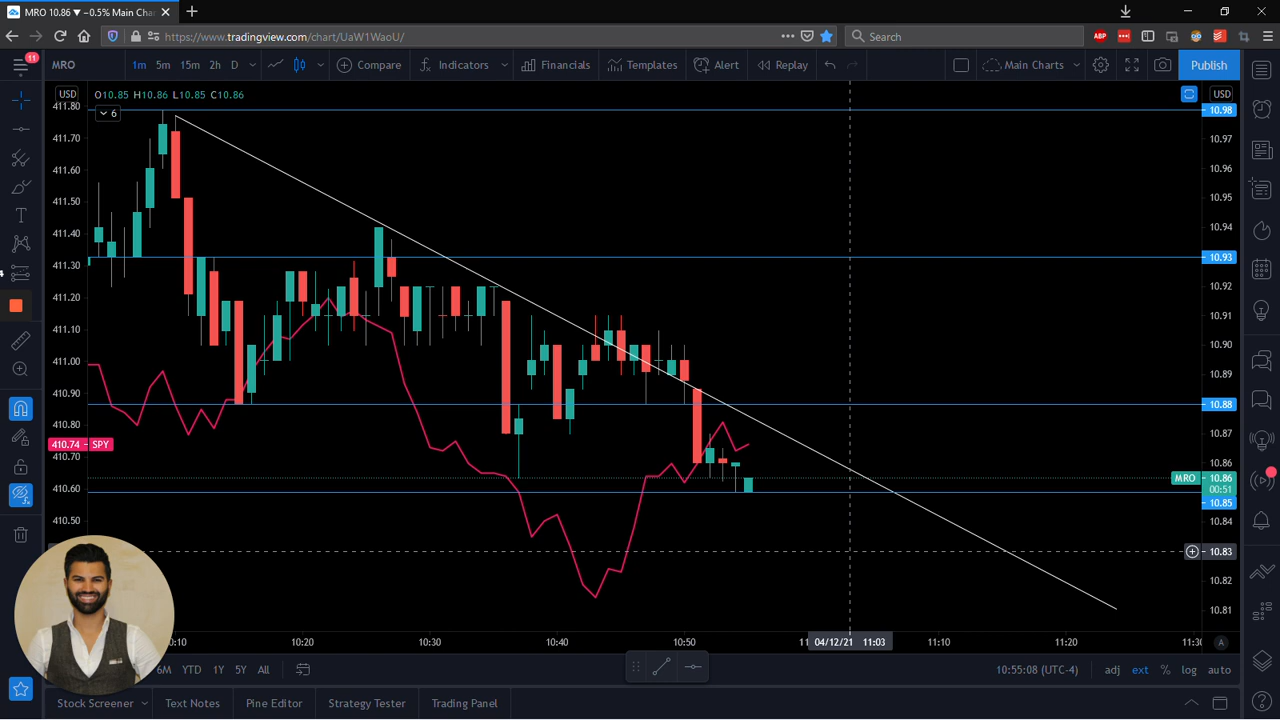 MRO 10.86 ▼ −0.5% Main Char
https://www.tradingview.com/chart/UaW1WaoU/
Search
ABP
11
MRO
1m 5m 15m 2h D
Compare
Indicators
Financials
Templates
Alert
Replay
Main Charts
Publish
USD
O10.85 H10.86 L10.85 C10.86
6
USD
411.80
411.70
411.60
411.50
411.40
411.30
411.20
411.10
411.00
410.90
410.80
410.74 SPY
410.70
410.60
410.50
10.98
10.97
10.96
10.95
10.94
10.93
10.92
10.91
10.90
10.89
10.88
10.87
10.86
MRO 10.86
00:51
10.85
10.84
10.83
10.82
10.81
0:10 10:20 10:30 10:40 10:50 04/12/21 11:03 11:10 11:20 11:30
A
6M YTD 1Y 5Y All
10:55:08 (UTC-4)
adj ext % log auto
Stock Screener Text Notes Pine Editor Strategy Tester Trading Panel